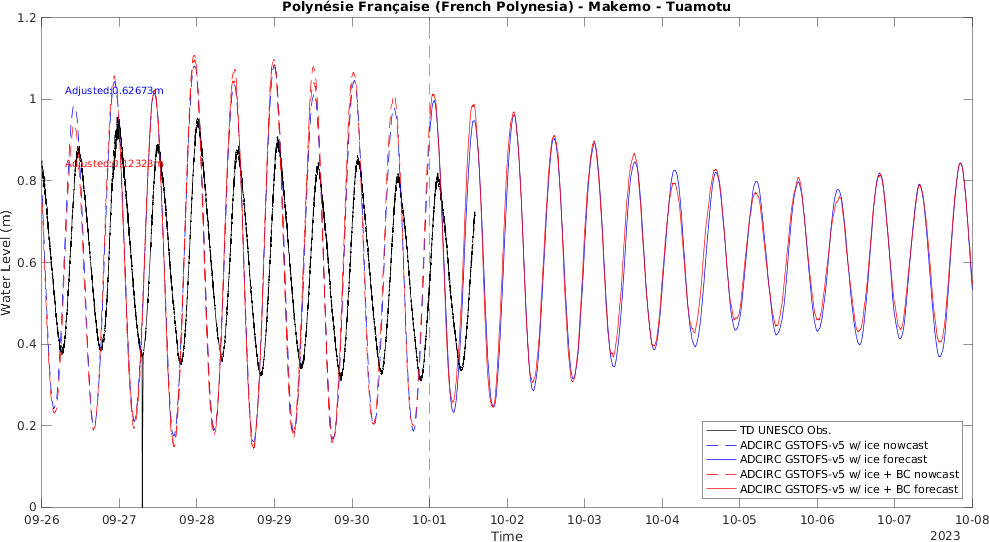 Polynésie Française (French Polynesia) - Makemo - Tuamotu
1.2
1
0.8
0.6
0.4
0.2
0
Water Level (m)
Adjusted:0.62673m
Adjusted:0.12323m
TD UNESCO Obs.
ADCIRC GSTOFS-v5 w/ ice nowcast
ADCIRC GSTOFS-v5 w/ ice forecast
ADCIRC GSTOFS-v5 w/ ice + BC nowcast
ADCIRC GSTOFS-v5 w/ ice + BC forecast
09-26 09-27 09-28 09-29 09-30 10-01 10-02 10-03 10-04 10-05 10-06 10-07 10-08
Time
2023